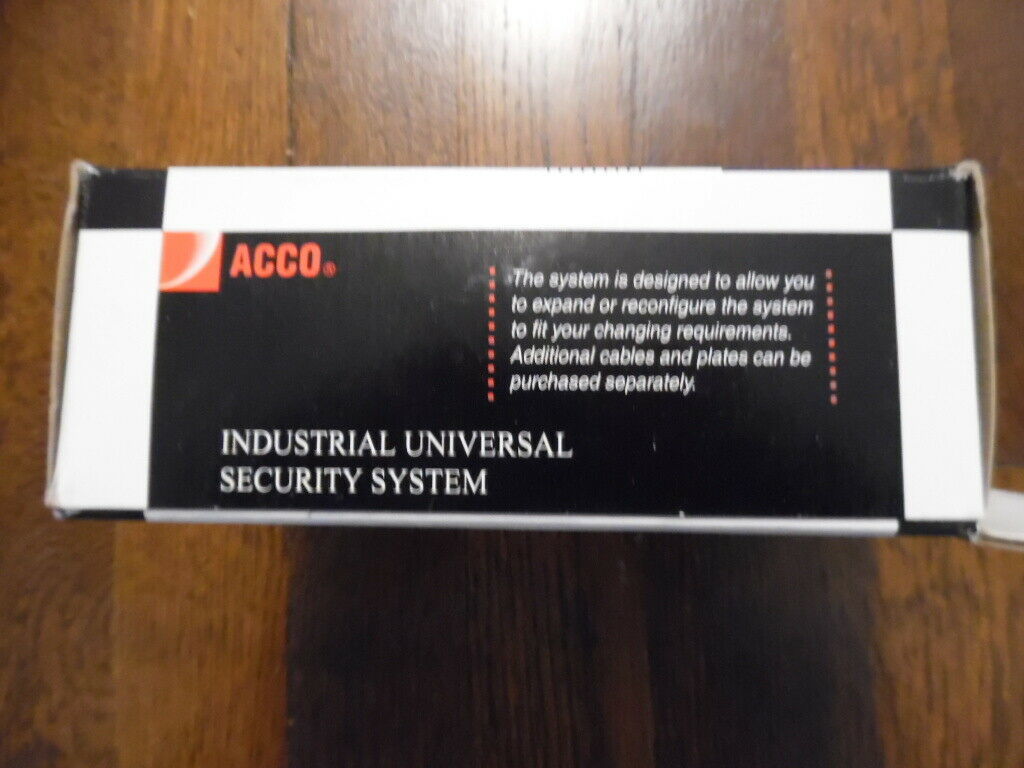 ACCO®
The system is designed to allow you
to expand or reconfigure the system
to fit your changing requirements.
Additional cables and plates can be
purchased separately.
INDUSTRIAL UNIVERSAL
SECURITY SYSTEM